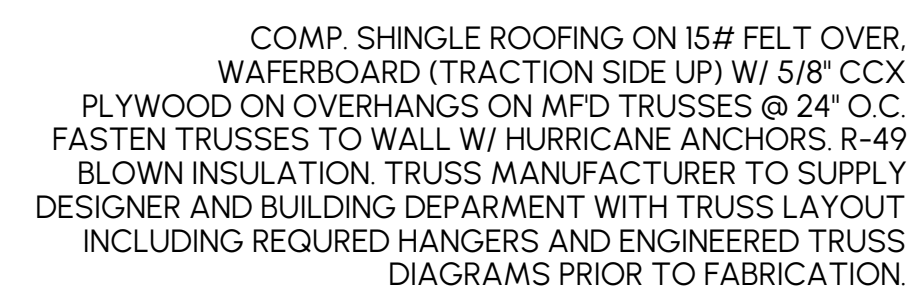 COMP. SHINGLE ROOFING ON 15# FELT OVER,
WAFERBOARD (TRACTION SIDE UP) W/ 5/8" CCX
PLYWOOD ON OVERHANGS ON MF'D TRUSSES @ 24" O.C.
FASTEN TRUSSES TO WALL W/ HURRICANE ANCHORS. R-49
BLOWN INSULATION. TRUSS MANUFACTURER TO SUPPLY
DESIGNER AND BUILDING DEPARMENT WITH TRUSS LAYOUT
INCLUDING REQURED HANGERS AND ENGINEERED TRUSS
DIAGRAMS PRIOR TO FABRICATION.